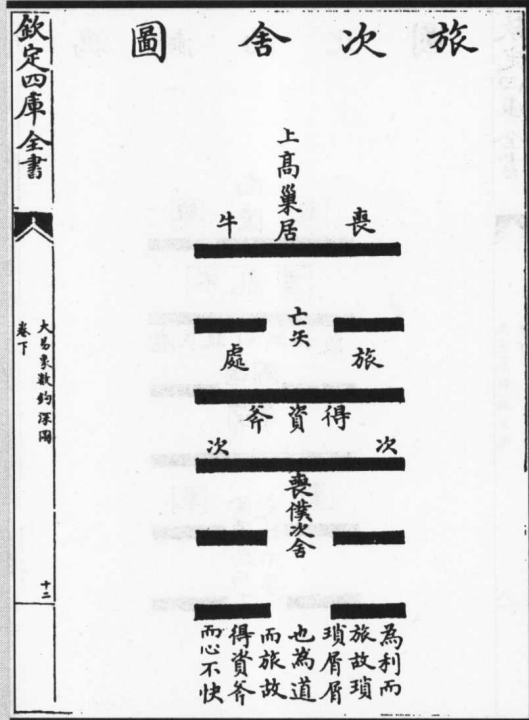 旅次舍圖
上高巢居
喪牛
亡矢
旅處
得資斧
次次
喪僕次舍
為利而
旅故瑣
瑣屑屑
也為道
而旅故
得資斧
而心不快
欽定四庫全書
大易象數鉤深圖
卷下
十二